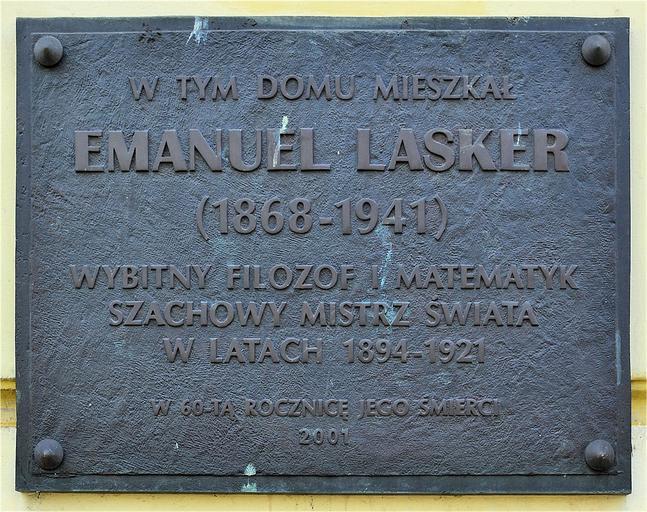 W TYM DOMU MIESZKAŁ
EMANUEL LASKER
(1868-1941)
WYBITNY FILOZOF I MATEMATYK
SZACHOWY MISTRZ ŚWIATA
W LATACH 1894-1921
W 60-TĄ ROCZNICĘ JEGO ŚMIERCI
2001